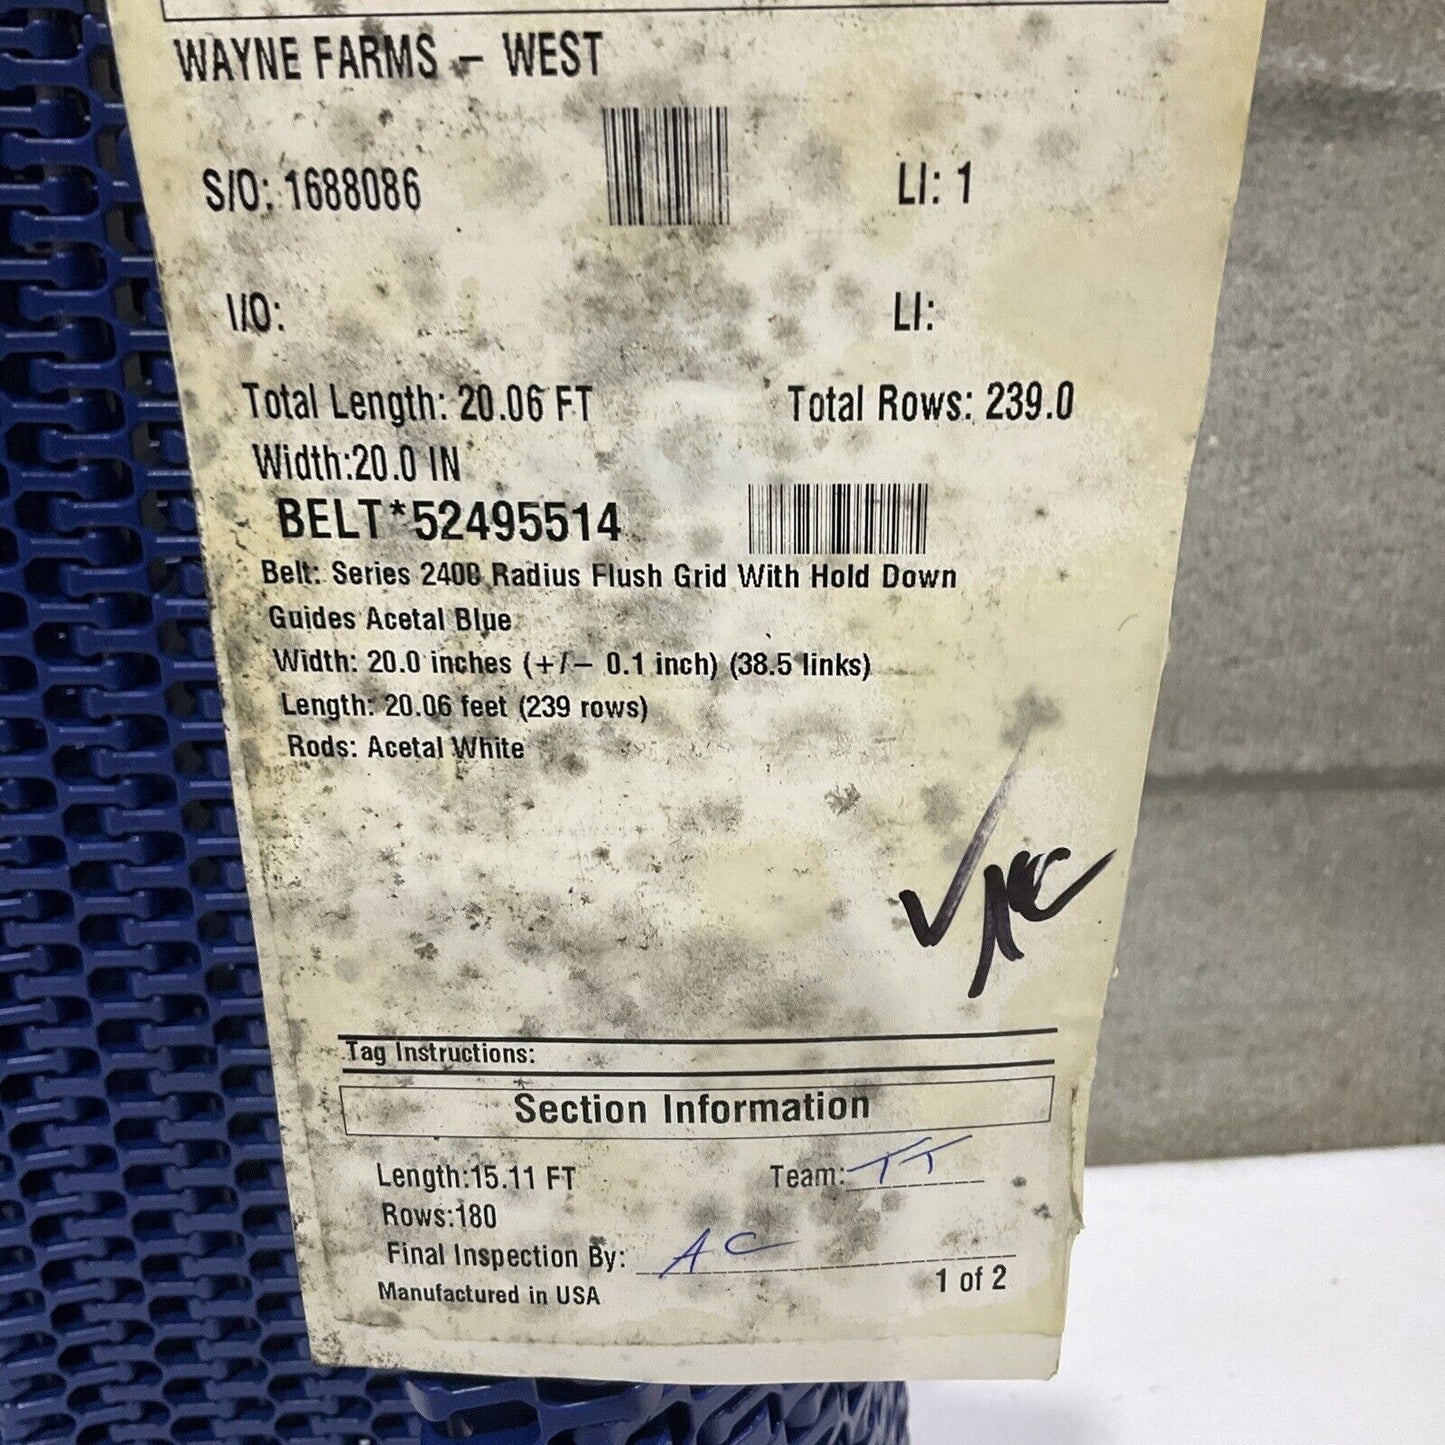 WAYNE FARMS - WEST
S/O: 1688086 LI: 1
I/O: LI:
Total Length: 20.06 FT Total Rows: 239.0
Width:20.0 IN
BELT*52495514
Belt: Series 2400 Radius Flush Grid With Hold Down
Guides Acetal Blue
Width: 20.0 inches (+/- 0.1 inch) (38.5 links)
Length: 20.06 feet (239 rows)
Rods: Acetal White
Tag Instructions:
Section Information
Length:15.11 FT Team: TT
Rows:180
Final Inspection By: AC
Manufactured in USA 1 of 2